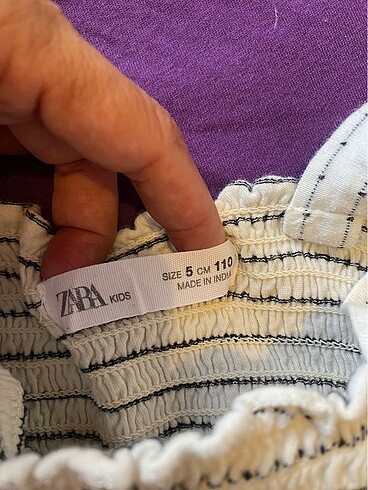 ZARA KIDS
SIZE 5 CM 110
MADE IN INDIA